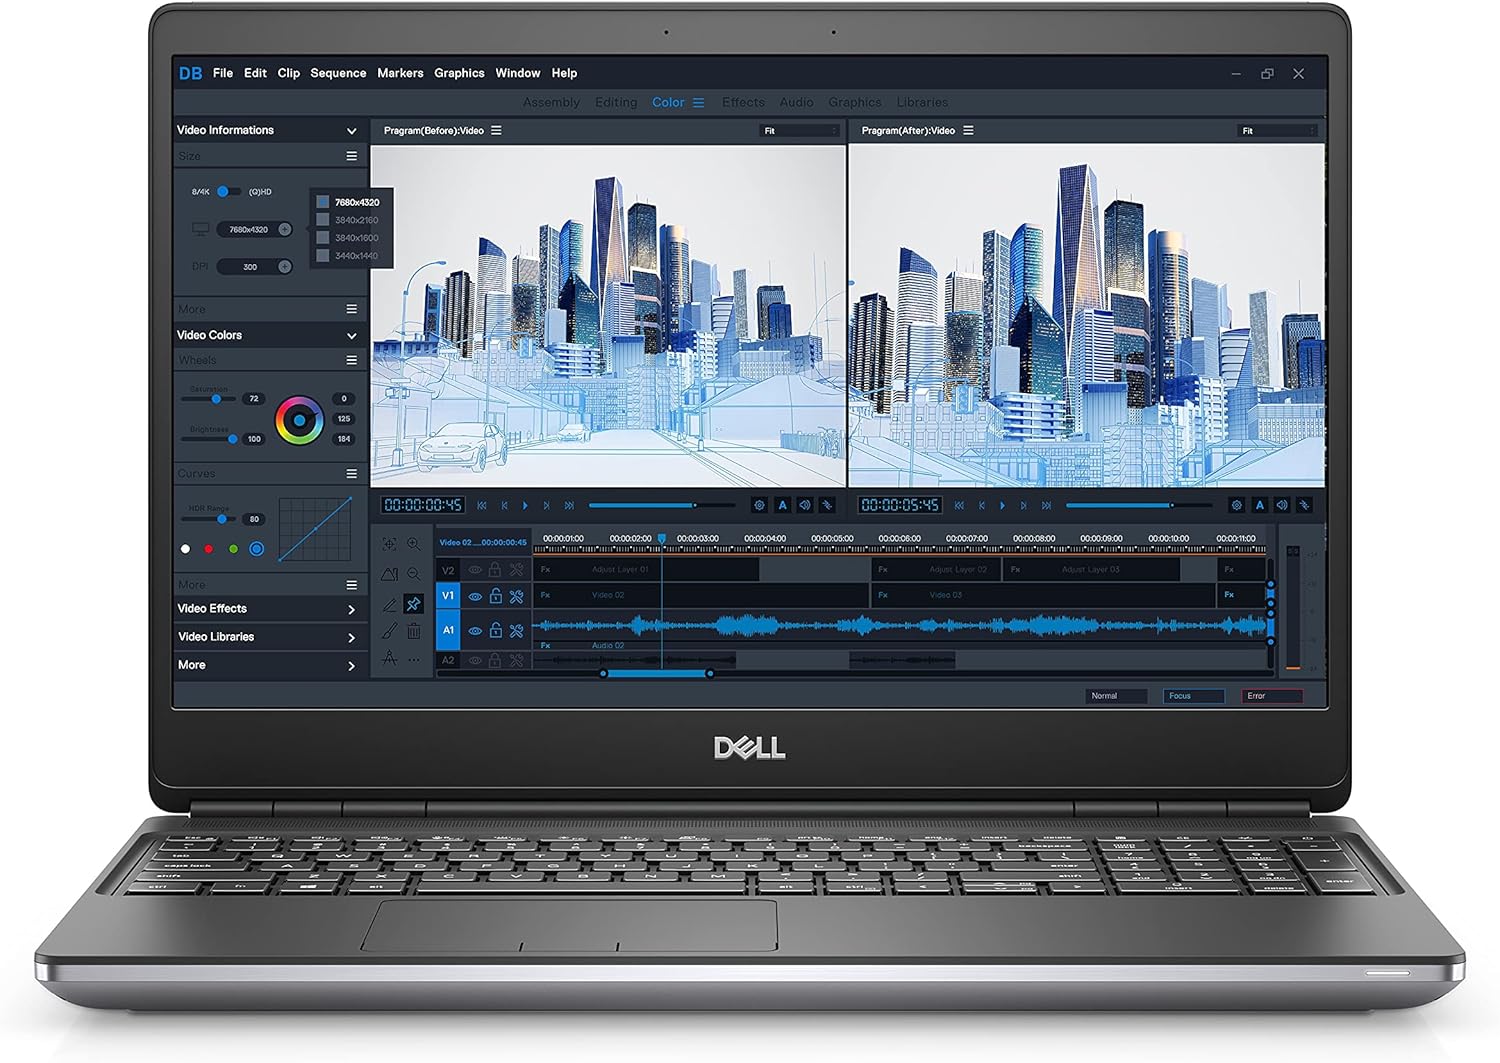 DB File Edit Clip Sequence Markers Graphics Window Help
Assembly Editing Color Effects Audio Graphics Libraries
Video Informations
Size
8/4K (Q)HD
7680x4320
DPI 300
7680x4320
3840x2160
3840x1600
3440x1440
More
Video Colors
Wheels
Saturation
72
Brightness
100
0
125
184
Curves
HDR Range
80
More
Video Effects
Video Libraries
More
Pragram(Before):Video
Fit
Pragram(After):Video
Fit
00:00:00:45
A
00:00:05:45
A
Video 02__00:00:00:45
00:00:01:00 00:00:02:00 00:00:03:00 00:00:04:00 00:00:05:00 00:00:06:00 00:00:07:00 00:00:08:00 00:00:09:00 00:00:10:00 00:00:11:00
V2 Fx Adjust Layer 01 Fx Adjust Layer 02 Fx Adjust Layer 03 Fx
V1 Fx Video 02 Fx Video 03 Fx
A1
Fx Audio 02
A2
Normal Focus Error
DELL